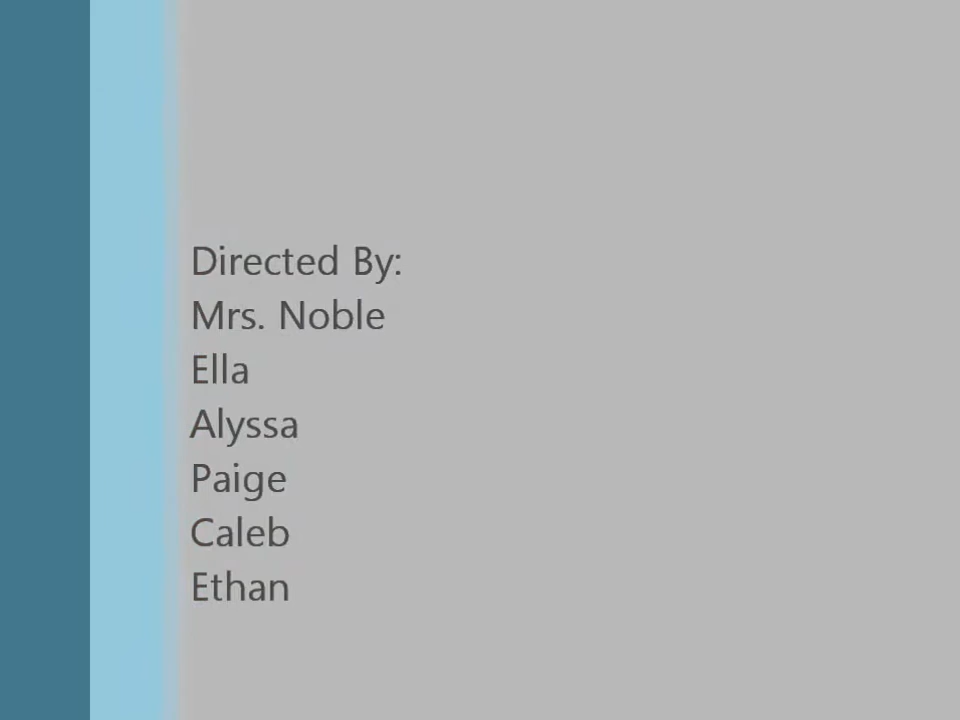 Directed By:
Mrs. Noble
Ella
Alyssa
Paige
Caleb
Ethan